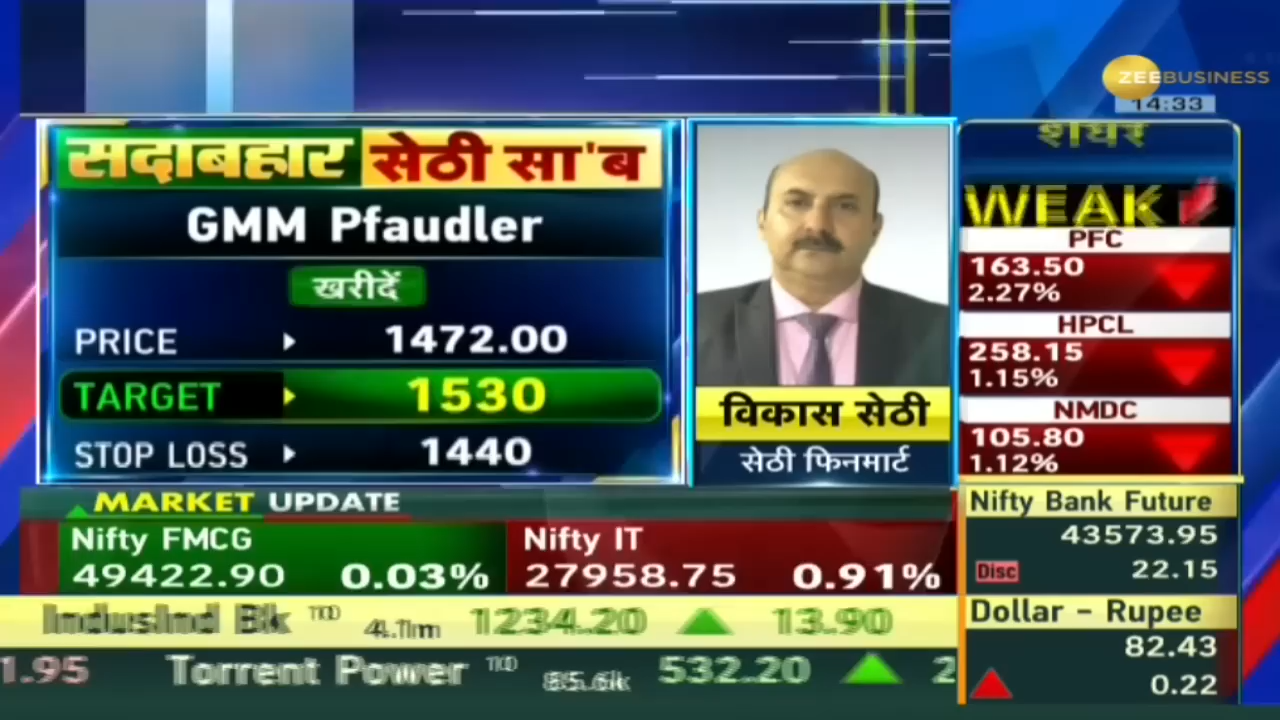 ZEEBUSINESS
14:33
सदाबहार सेठी सा'ब
GMM Pfaudler
खरीदें
PRICE 1472.00
TARGET 1530
STOP LOSS 1440
विकास सेठी
सेठी फिनमार्ट
WEAK
PFC
163.50
2.27%
HPCL
258.15
1.15%
NMDC
105.80
1.12%
Nifty Bank Future
43573.95
Disc 22.15
Dollar - Rupee
82.43
0.22
MARKET UPDATE
Nifty FMCG
49422.90 0.03%
Nifty IT
27958.75 0.91%
IndusInd Bk 4.1m 1234.20 13.90
1.95 Torrent Power 85.6k 532.20 2